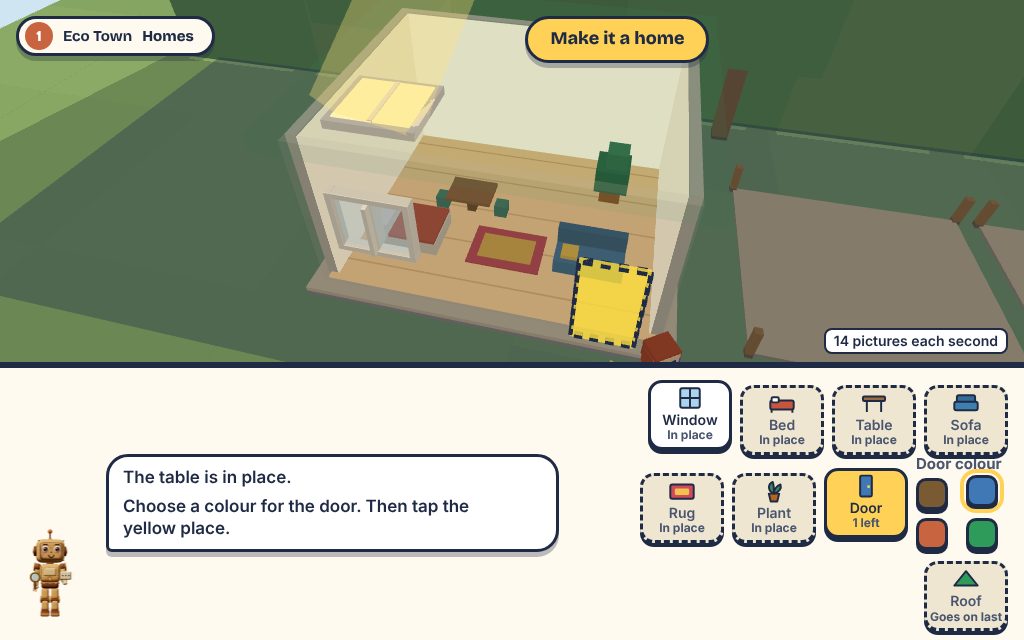 1 Eco Town Homes
Make it a home
14 pictures each second
The table is in place.
Choose a colour for the door. Then tap the
yellow place.
Window
In place
Bed
In place
Table
In place
Sofa
In place
Rug
In place
Plant
In place
Door
1 left
Door colour
Roof
Goes on last